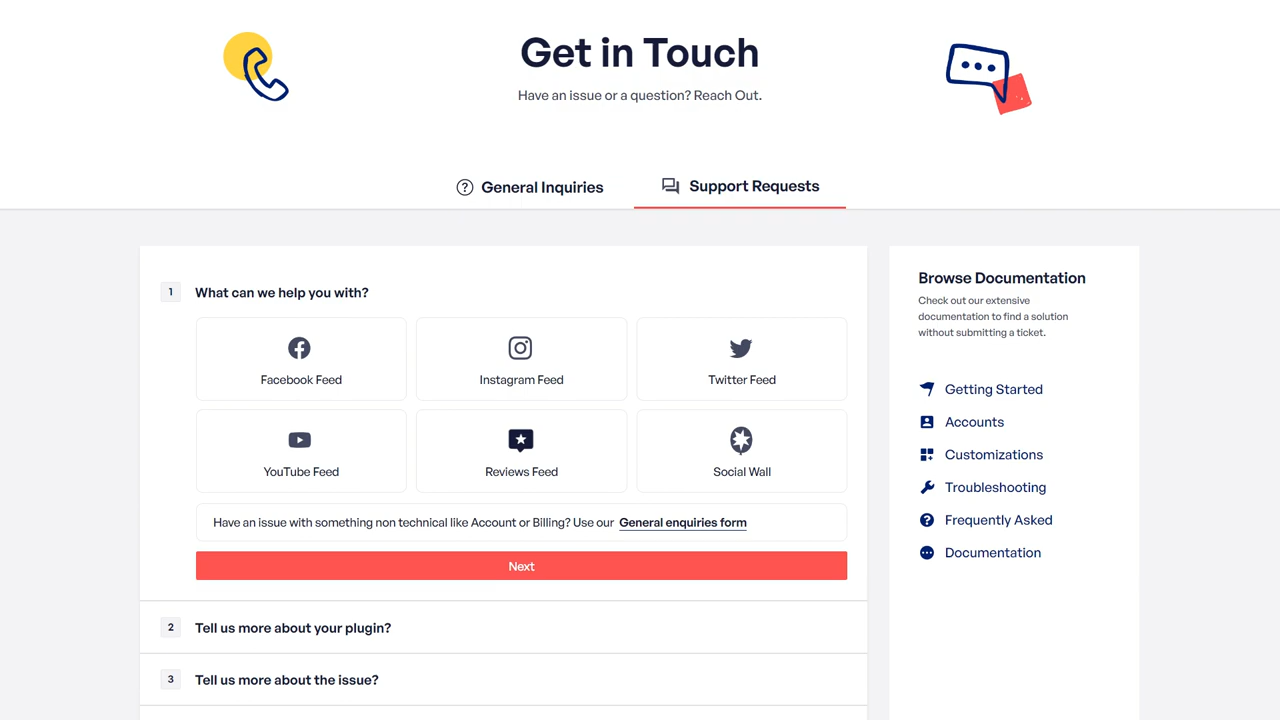 Get in Touch
Have an issue or a question? Reach Out.
General Inquiries
Support Requests
1
What can we help you with?
Facebook Feed
Instagram Feed
Twitter Feed
YouTube Feed
Reviews Feed
Social Wall
Have an issue with something non technical like Account or Billing? Use our General enquiries form
Next
2
Tell us more about your plugin?
3
Tell us more about the issue?
Browse Documentation
Check out our extensive
documentation to find a solution
without submitting a ticket.
Getting Started
Accounts
Customizations
Troubleshooting
Frequently Asked
Documentation